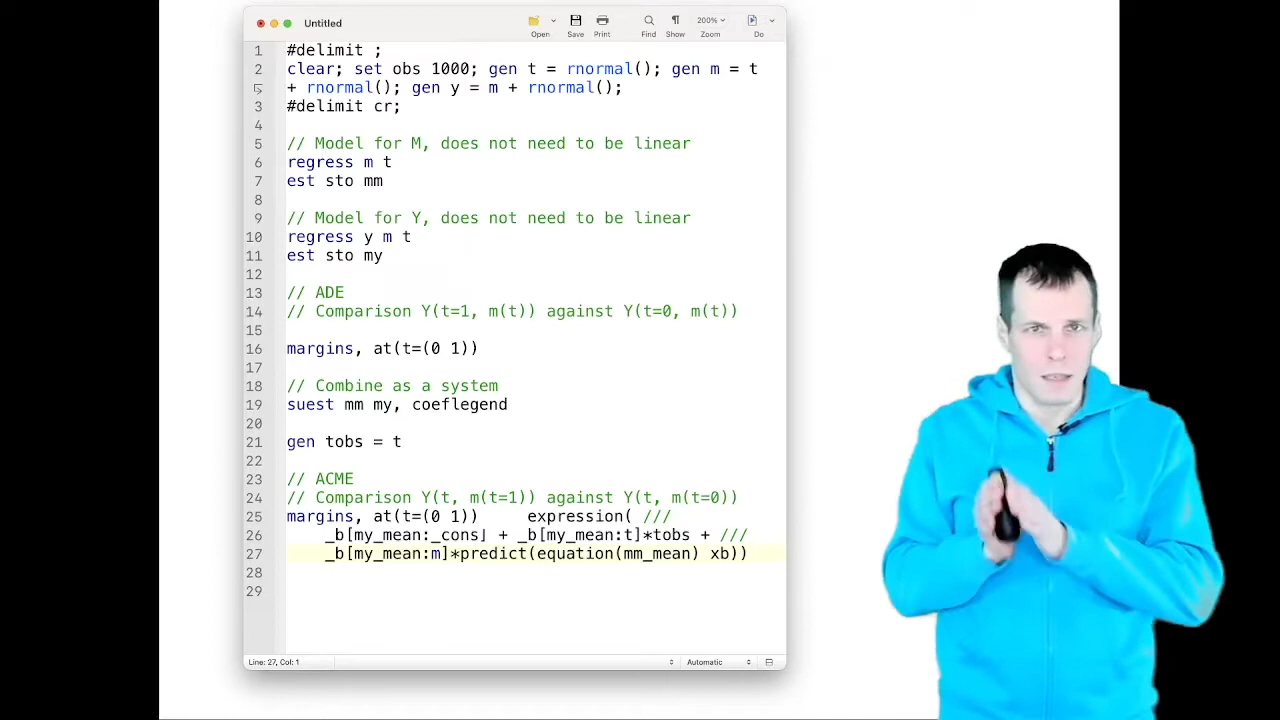 Untitled
Open Save Print Find Show 200% Zoom Do
1 #delimit ;
2 clear; set obs 1000; gen t = rnormal(); gen m = t
+ rnormal(); gen y = m + rnormal();
3 #delimit cr;
4
5 // Model for M, does not need to be linear
6 regress m t
7 est sto mm
8
9 // Model for Y, does not need to be linear
10 regress y m t
11 est sto my
12
13 // ADE
14 // Comparison Y(t=1, m(t)) against Y(t=0, m(t))
15
16 margins, at(t=(0 1))
17
18 // Combine as a system
19 suest mm my, coeflegend
20
21 gen tobs = t
22
23 // ACME
24 // Comparison Y(t, m(t=1)) against Y(t, m(t=0))
25 margins, at(t=(0 1)) expression( ///
26 _b[my_mean:_cons] + _b[my_mean:t]*tobs + ///
27 _b[my_mean:m]*predict(equation(mm_mean) xb))
28
29
Line: 27, Col: 1 Automatic